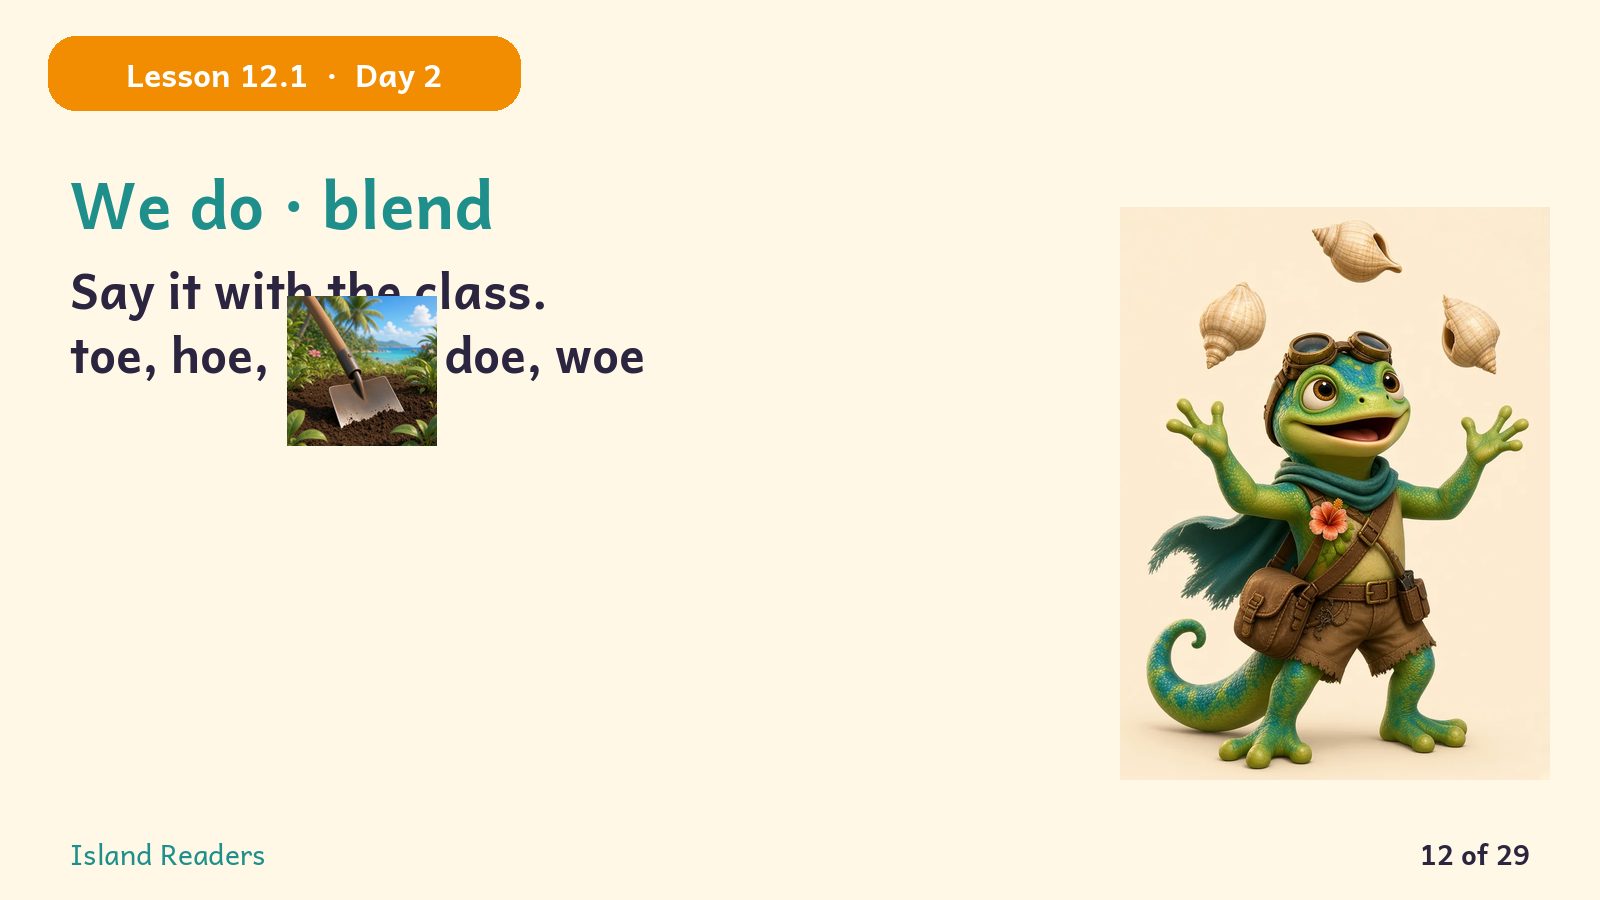 Lesson 12.1 · Day 2
We do · blend
Say it with the class.
toe, hoe, doe, woe
Island Readers
12 of 29